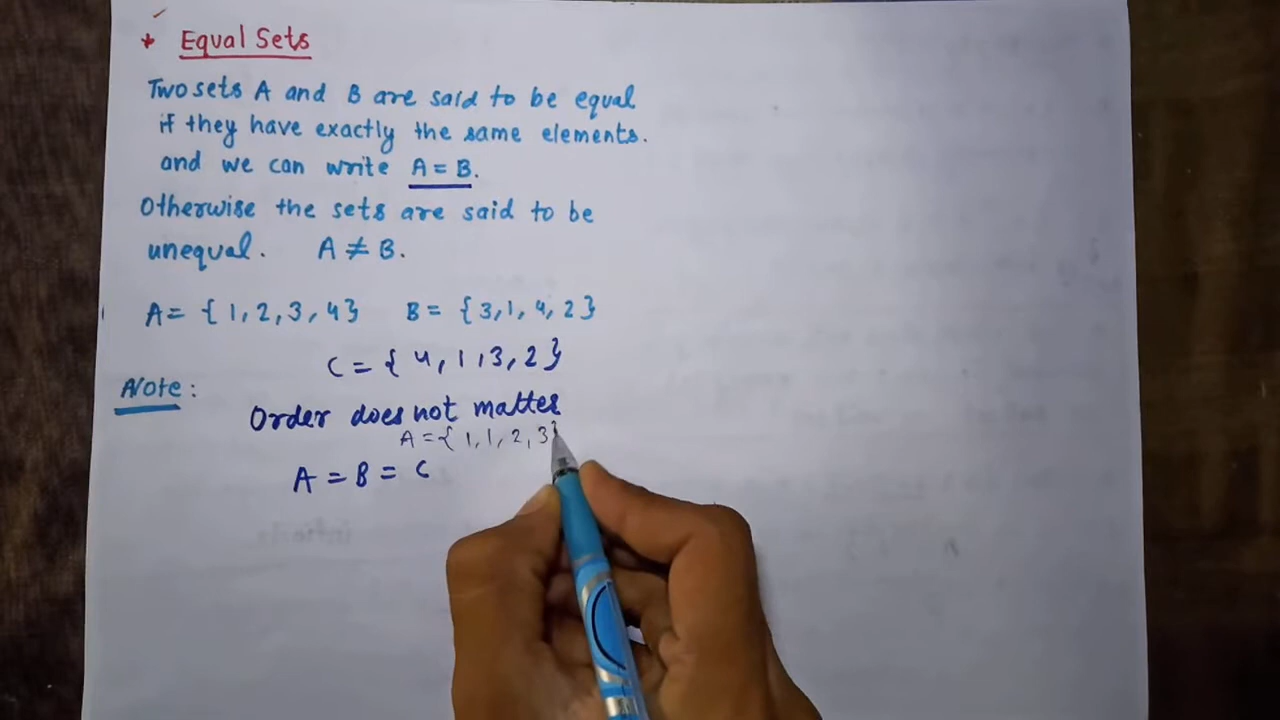 * Equal Sets
Two sets A and B are said to be equal
if they have exactly the same elements.
and we can write A = B.
Otherwise the sets are said to be
unequal. A ≠ B.
A = {1, 2, 3, 4} B = {3, 1, 4, 2}
C = {4, 1, 3, 2}
Note:
Order does not matter
A = {1, 1, 2, 3}
A = B = C